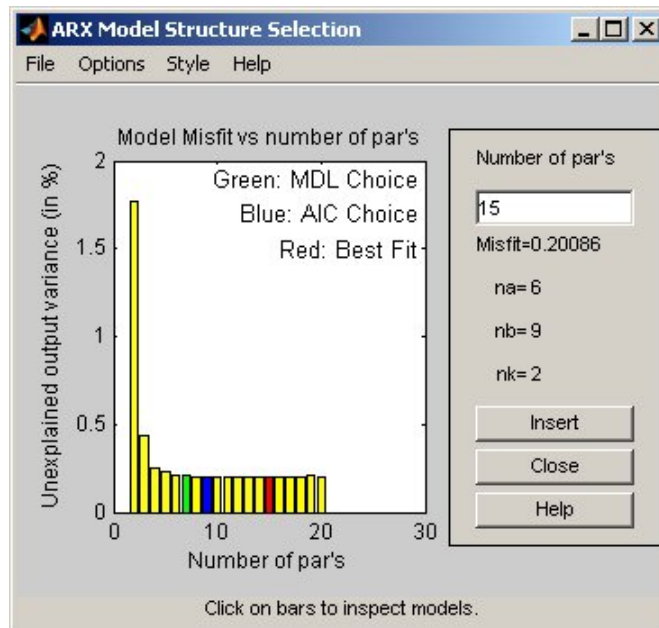 ARX Model Structure Selection
File Options Style Help
Model Misfit vs number of par's
Unexplained output variance (in %)
2
1.5
1
0.5
0
Green: MDL Choice
Blue: AIC Choice
Red: Best Fit
0 10 20 30
Number of par's
Number of par's
15
Misfit=0.20086
na= 6
nb= 9
nk= 2
Insert
Close
Help
Click on bars to inspect models.